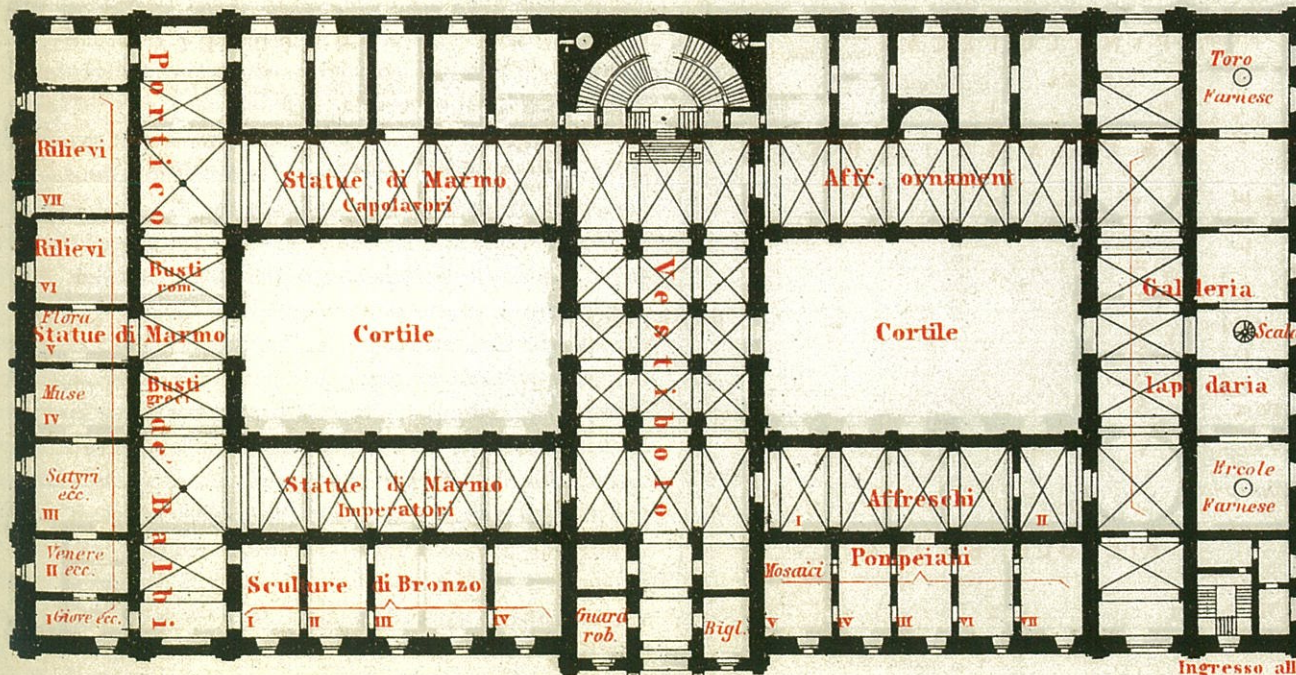 Portico
de' Balbi
Rilievi
VII
Rilievi
VI
Flora
Statue di Marmo
V
Muse
IV
Satyri
ecc.
III
Venere
II ecc.
I Giove ecc.
Busti
rom.
Busti
greci
Statue di Marmo
Capolavori
Cortile
Statue di Marmo
Imperatori
Sculture di Bronzo
I
II
III
IV
Vestibolo
Guard
rob.
Bigl.
Affr. ornament.
Cortile
Affreschi
I
II
Pompeiani
Mosaici
V
IV
III
VI
VII
Toro
Farnese
Galleria
lapidaria
Scala
Ercole
Farnese
Ingresso all